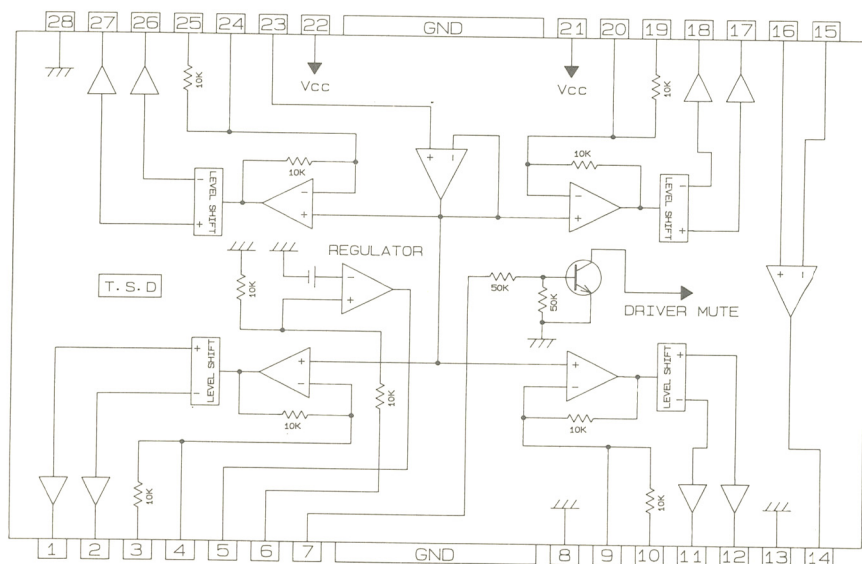 28 27 26 25 24 23 22 GND 21 20 19 18 17 16 15
10K
Vcc
Vcc
10K
10K
+ −
10K
LEVEL SHIFT
−
+
−
+
−
+
LEVEL SHIFT
−
+
REGULATOR
10K
−
+
50K
50K
T.S.D
DRIVER MUTE
+ −
LEVEL SHIFT
+
−
+
−
10K
+
−
LEVEL SHIFT
+
−
10K
10K
10K
10K
1 2 3 4 5 6 7 GND 8 9 10 11 12 13 14